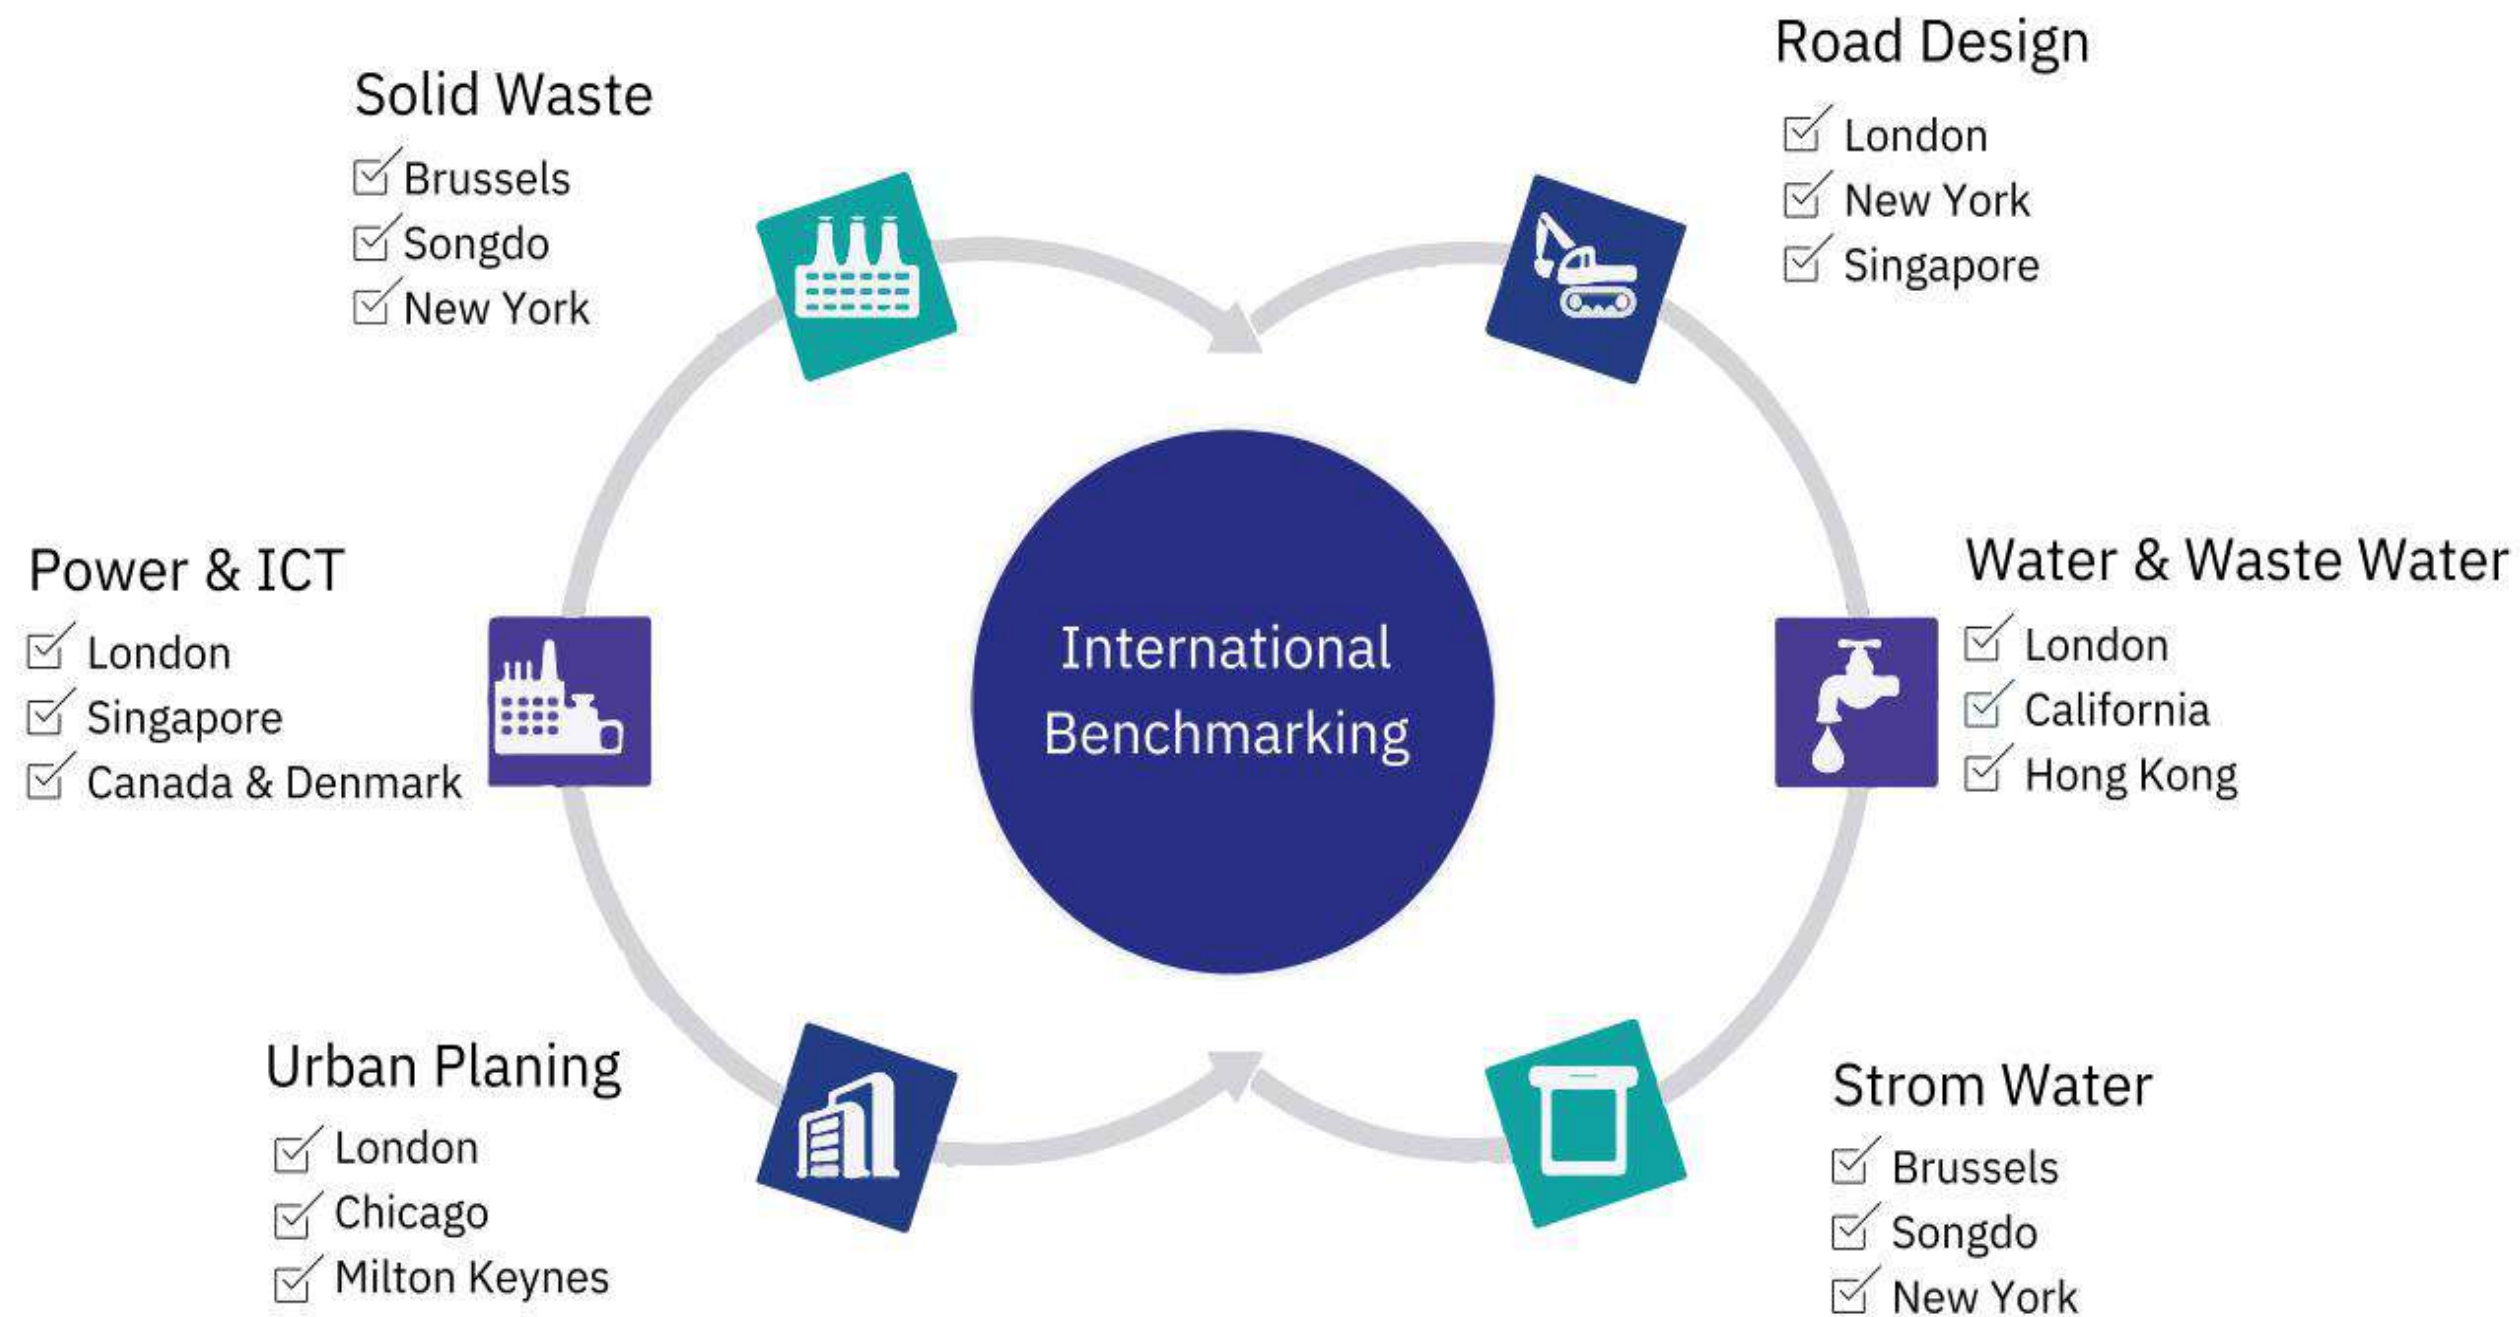 Solid Waste
Brussels
Songdo
New York
Road Design
London
New York
Singapore
Power & ICT
London
Singapore
Canada & Denmark
International
Benchmarking
Water & Waste Water
London
California
Hong Kong
Urban Planing
London
Chicago
Milton Keynes
Strom Water
Brussels
Songdo
New York